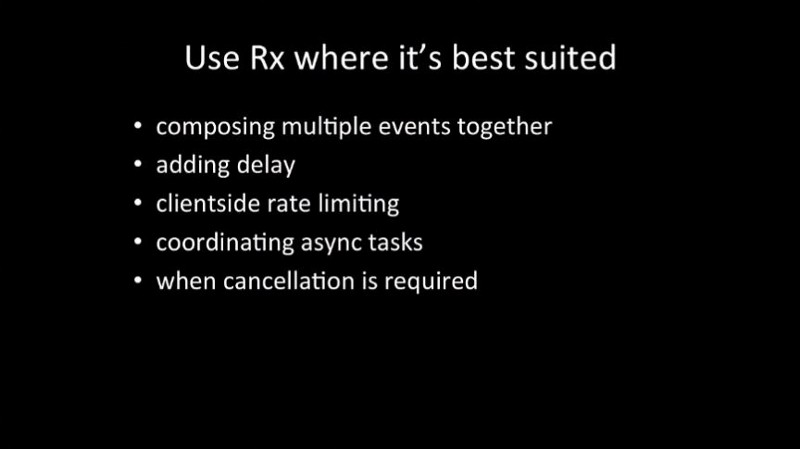 Use Rx where it's best suited
• composing multiple events together
• adding delay
• clientside rate limiting
• coordinating async tasks
• when cancellation is required